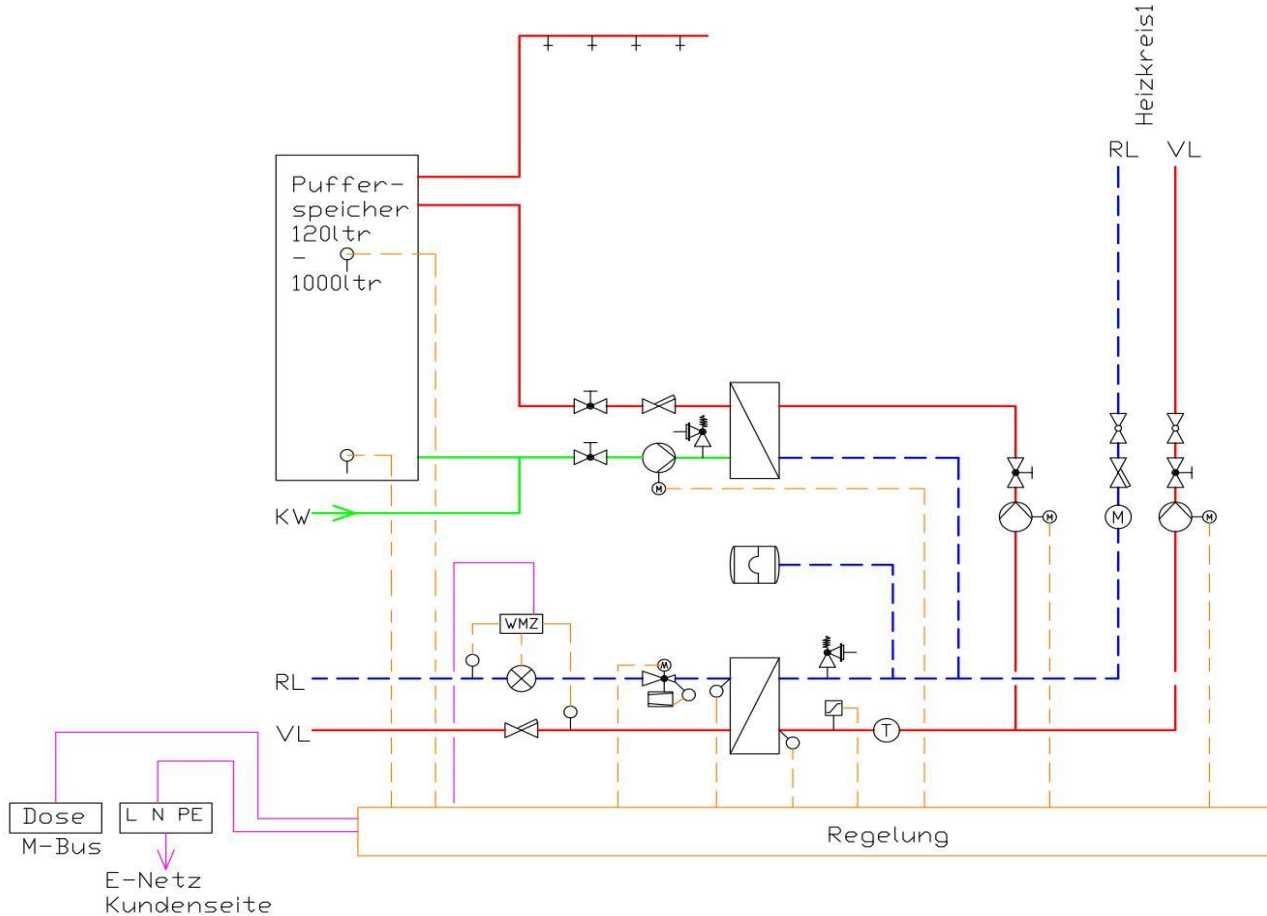 Heizkreis1
RL VL
Puffer-
speicher
120ltr
-
1000ltr
KW
M
M
M
M
WMZ
M
RL
VL
T
Dose
M-Bus
L N PE
E-Netz
Kundenseite
Regelung